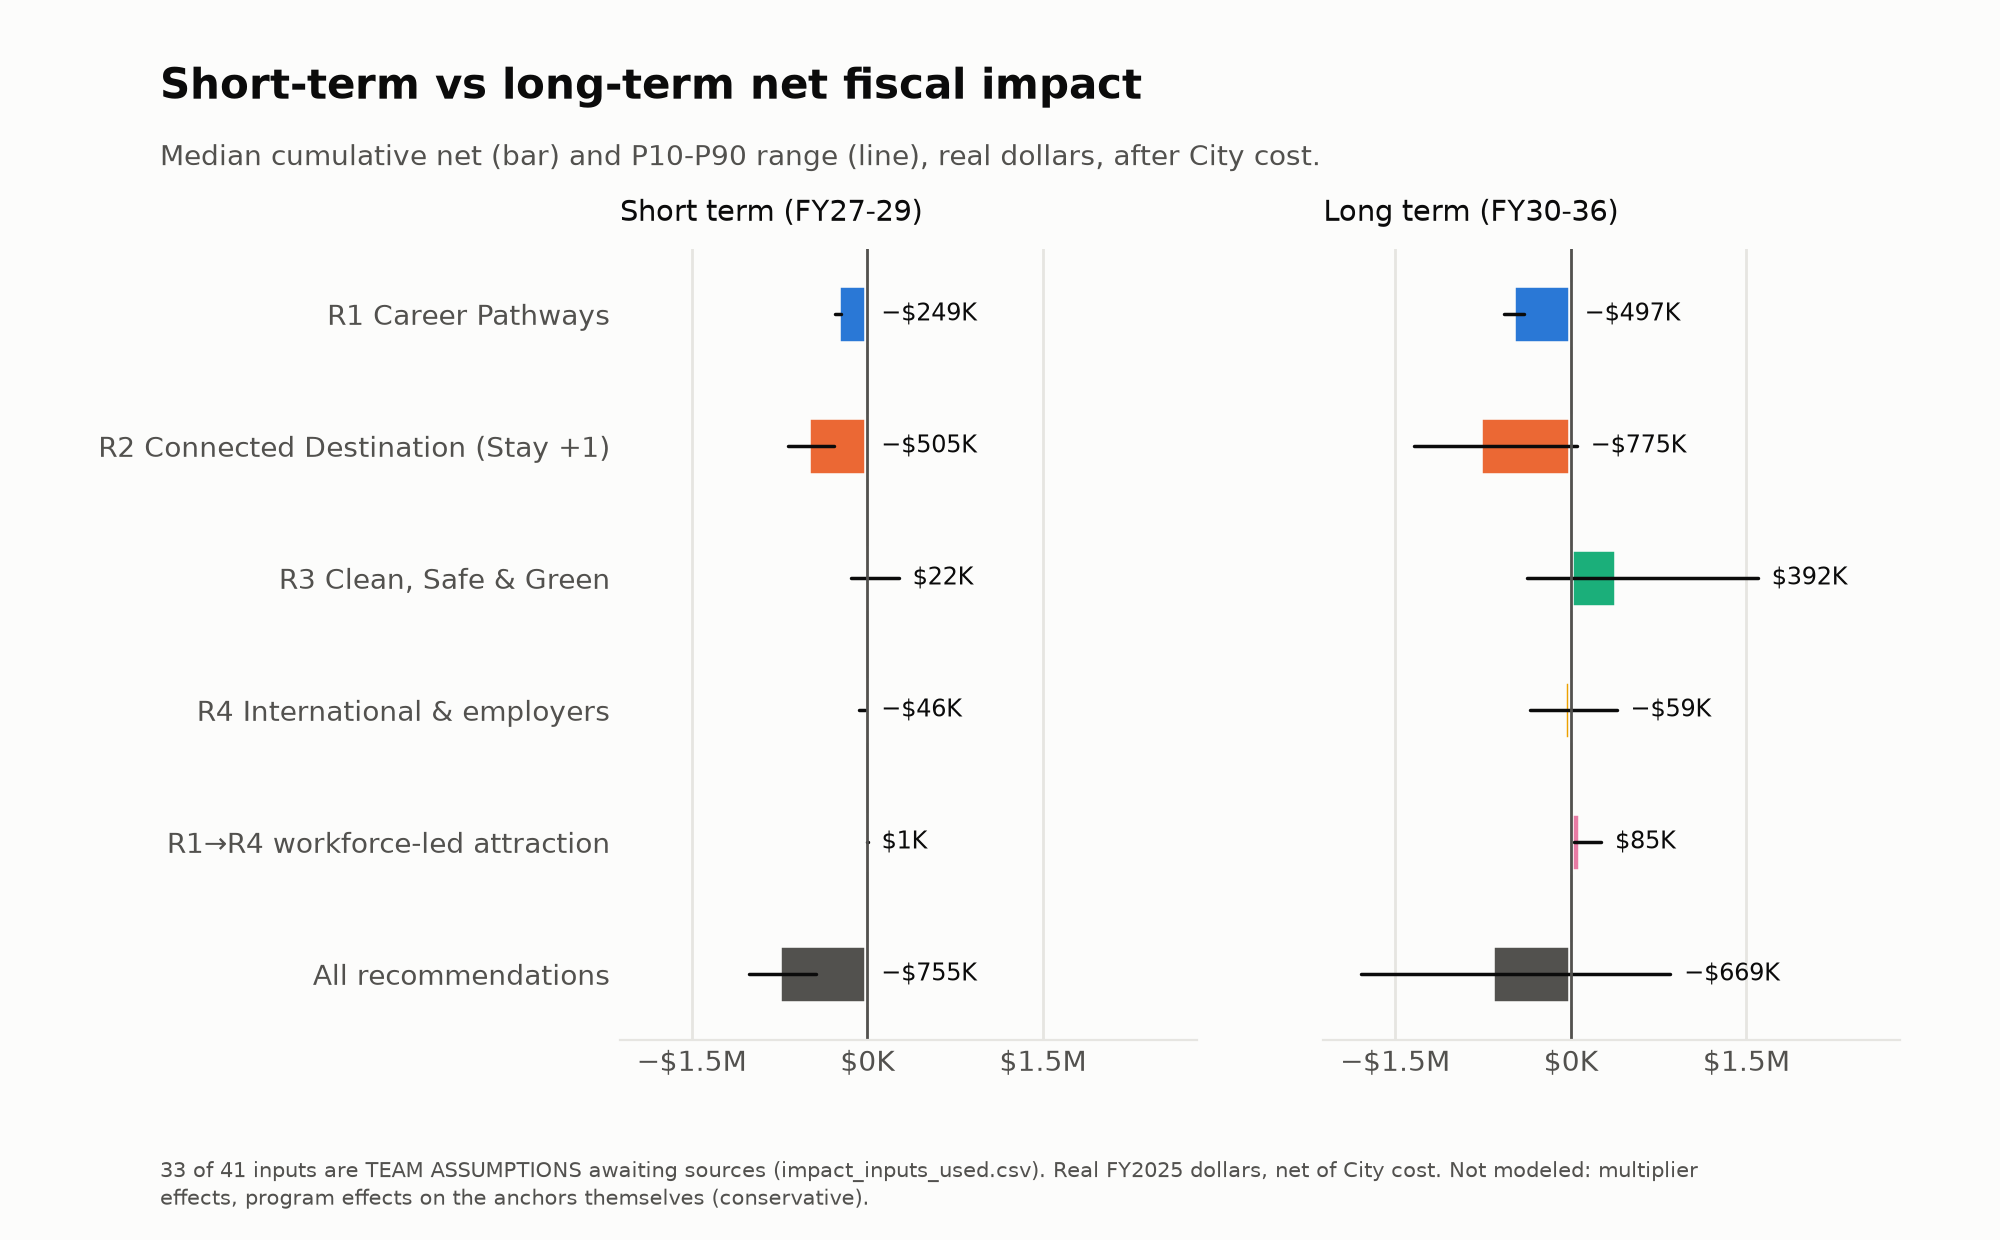 Short-term vs long-term net fiscal impact
Median cumulative net (bar) and P10-P90 range (line), real dollars, after City cost.
Short term (FY27-29)
Long term (FY30-36)
R1 Career Pathways
−$249K
−$497K
R2 Connected Destination (Stay +1)
−$505K
−$775K
R3 Clean, Safe & Green
$22K
$392K
R4 International & employers
−$46K
−$59K
R1→R4 workforce-led attraction
$1K
$85K
All recommendations
−$755K
−$669K
−$1.5M
$0K
$1.5M
−$1.5M
$0K
$1.5M
33 of 41 inputs are TEAM ASSUMPTIONS awaiting sources (impact_inputs_used.csv). Real FY2025 dollars, net of City cost. Not modeled: multiplier
effects, program effects on the anchors themselves (conservative).